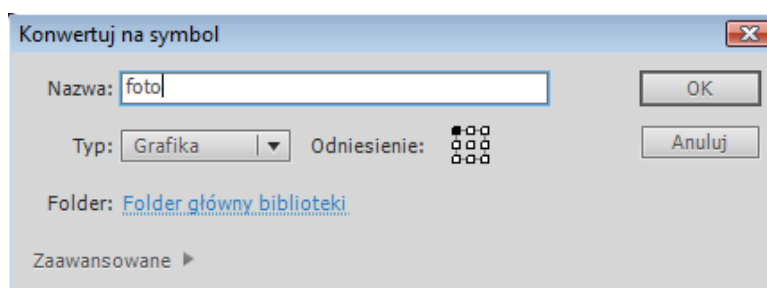 Konwertuj na symbol
Nazwa: foto OK
Typ: Grafika Odniesienie: Anuluj
Folder: Folder główny biblioteki
Zaawansowane